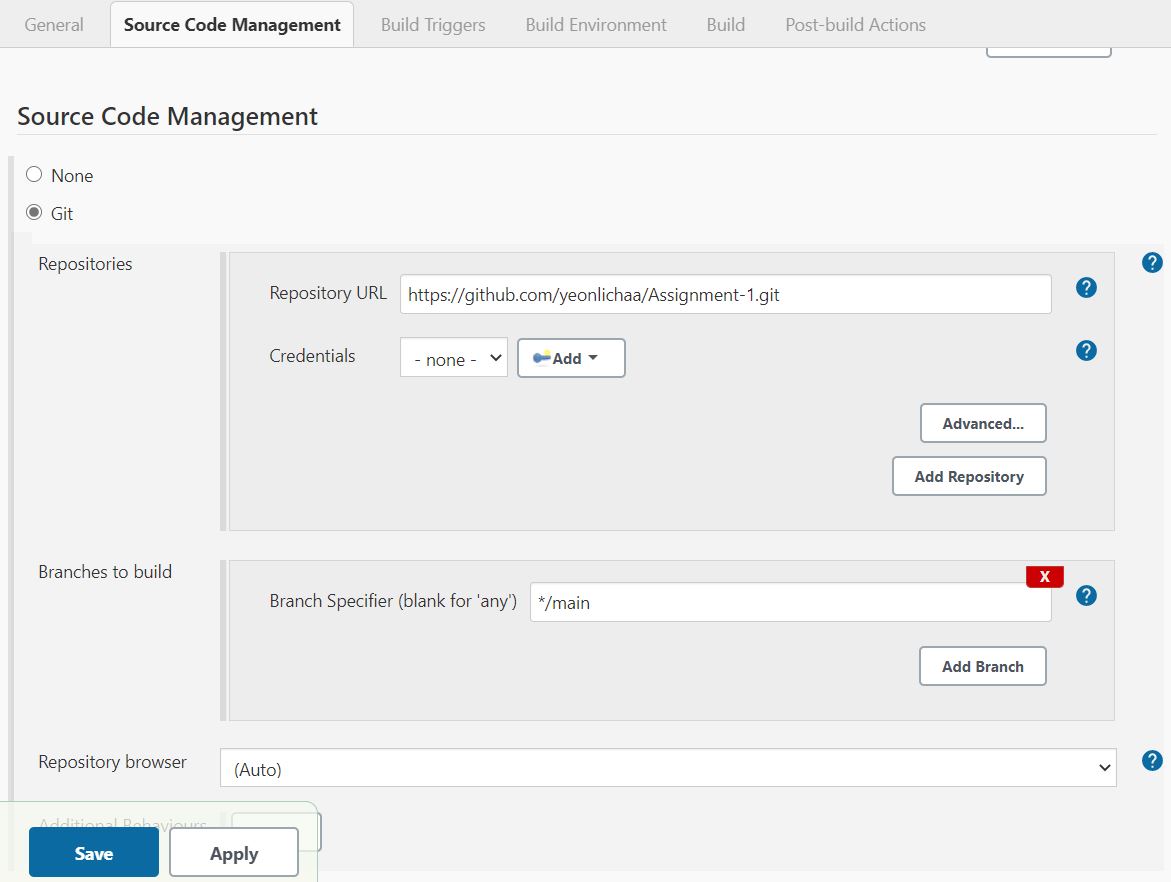 General Source Code Management Build Triggers Build Environment Build Post-build Actions
Source Code Management
None
Git
Repositories
?
Repository URL https://github.com/yeonlichaa/Assignment-1.git ?
Credentials - none - Add ?
Advanced...
Add Repository
Branches to build
X
Branch Specifier (blank for 'any') */main ?
Add Branch
Repository browser (Auto) ?
Additional Behaviours
Save Apply